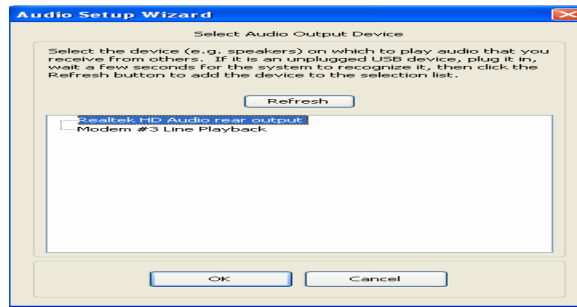 Audio Setup Wizard
Select Audio Output Device
Select the device (e.g. speakers) on which to play audio that you
receive from others. If it is an unplugged USB device, plug it in,
wait a few seconds for the system to recognize it, then click the
Refresh button to add the device to the selection list.
Refresh
Realtek HD Audio rear output
Modem #3 Line Playback
OK
Cancel